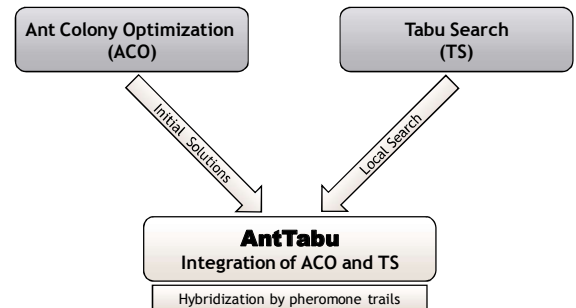 Ant Colony Optimization
(ACO)
Tabu Search
(TS)
Initial Solutions
Local Search
AntTabu
Integration of ACO and TS
Hybridization by pheromone trails